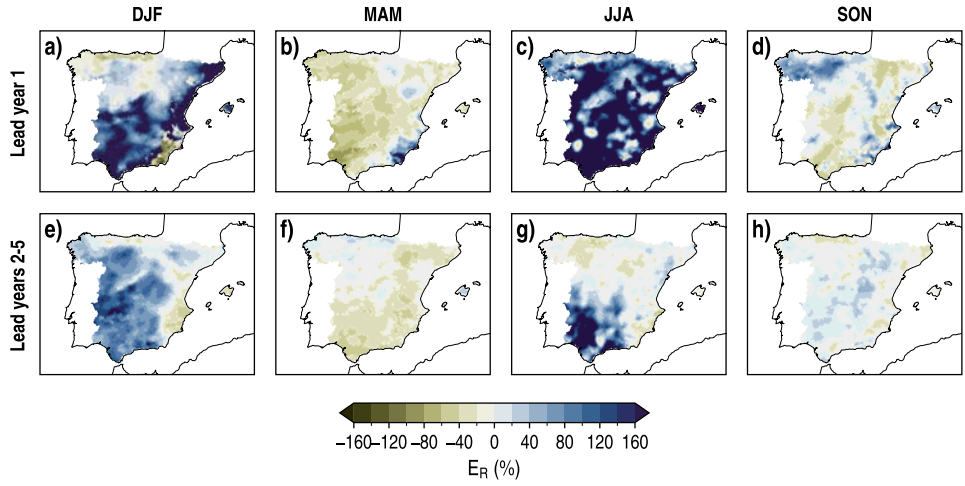 DJF MAM JJA SON
Lead year 1
a) b) c) d)
Lead years 2-5
e) f) g) h)
−160 −120 −80 −40 0 40 80 120 160
E_R (%)